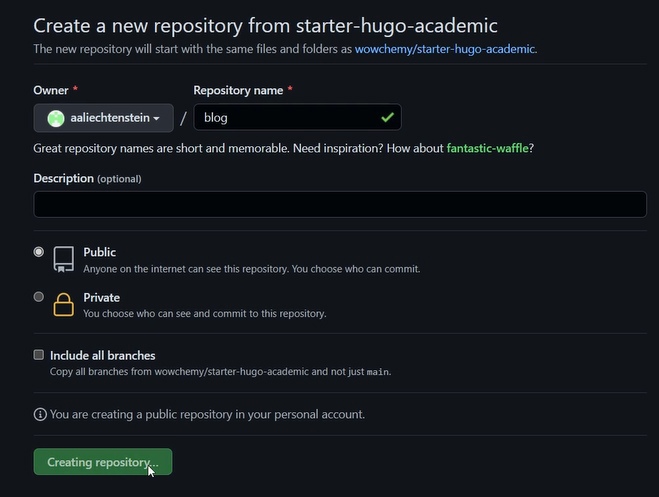 Create a new repository from starter-hugo-academic
The new repository will start with the same files and folders as wowchemy/starter-hugo-academic.
Owner * Repository name *
aaliechtenstein / blog
Great repository names are short and memorable. Need inspiration? How about fantastic-waffle?
Description (optional)
Public
Anyone on the internet can see this repository. You choose who can commit.
Private
You choose who can see and commit to this repository.
Include all branches
Copy all branches from wowchemy/starter-hugo-academic and not just main.
You are creating a public repository in your personal account.
Creating repository...